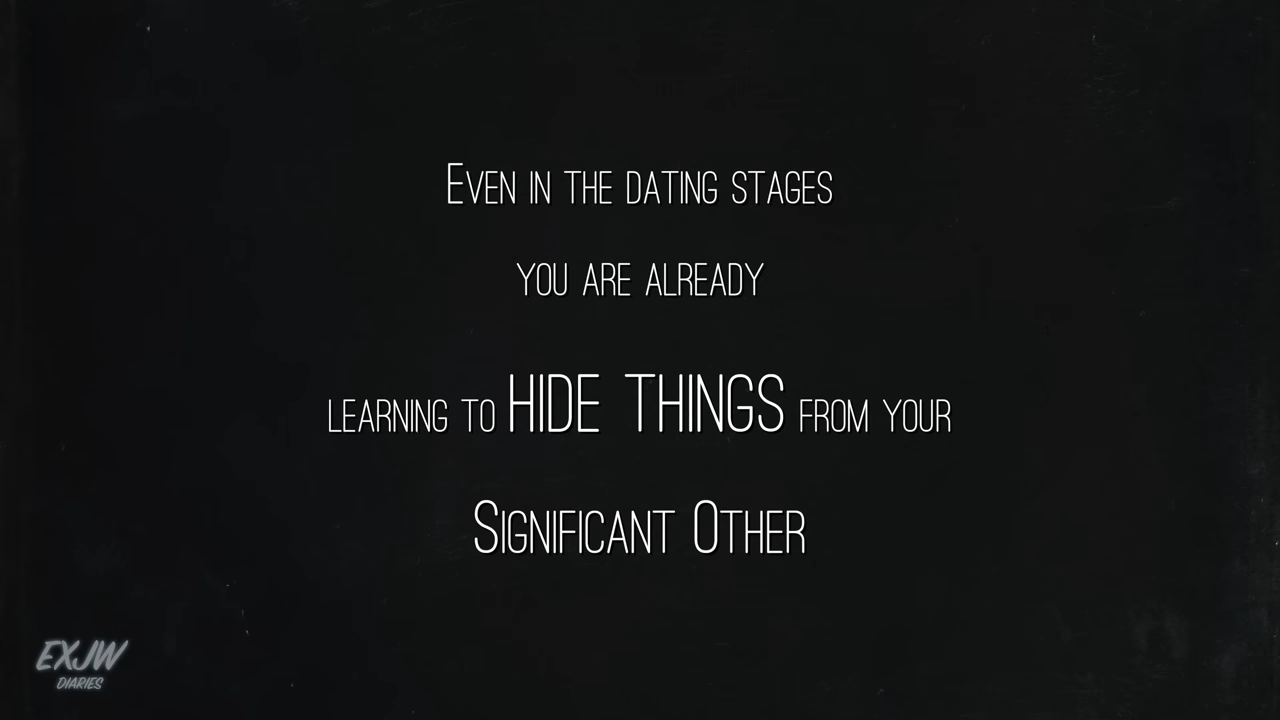 Even in the dating stages
you are already
learning to HIDE THINGS from your
Significant Other
EXJW
DIARIES